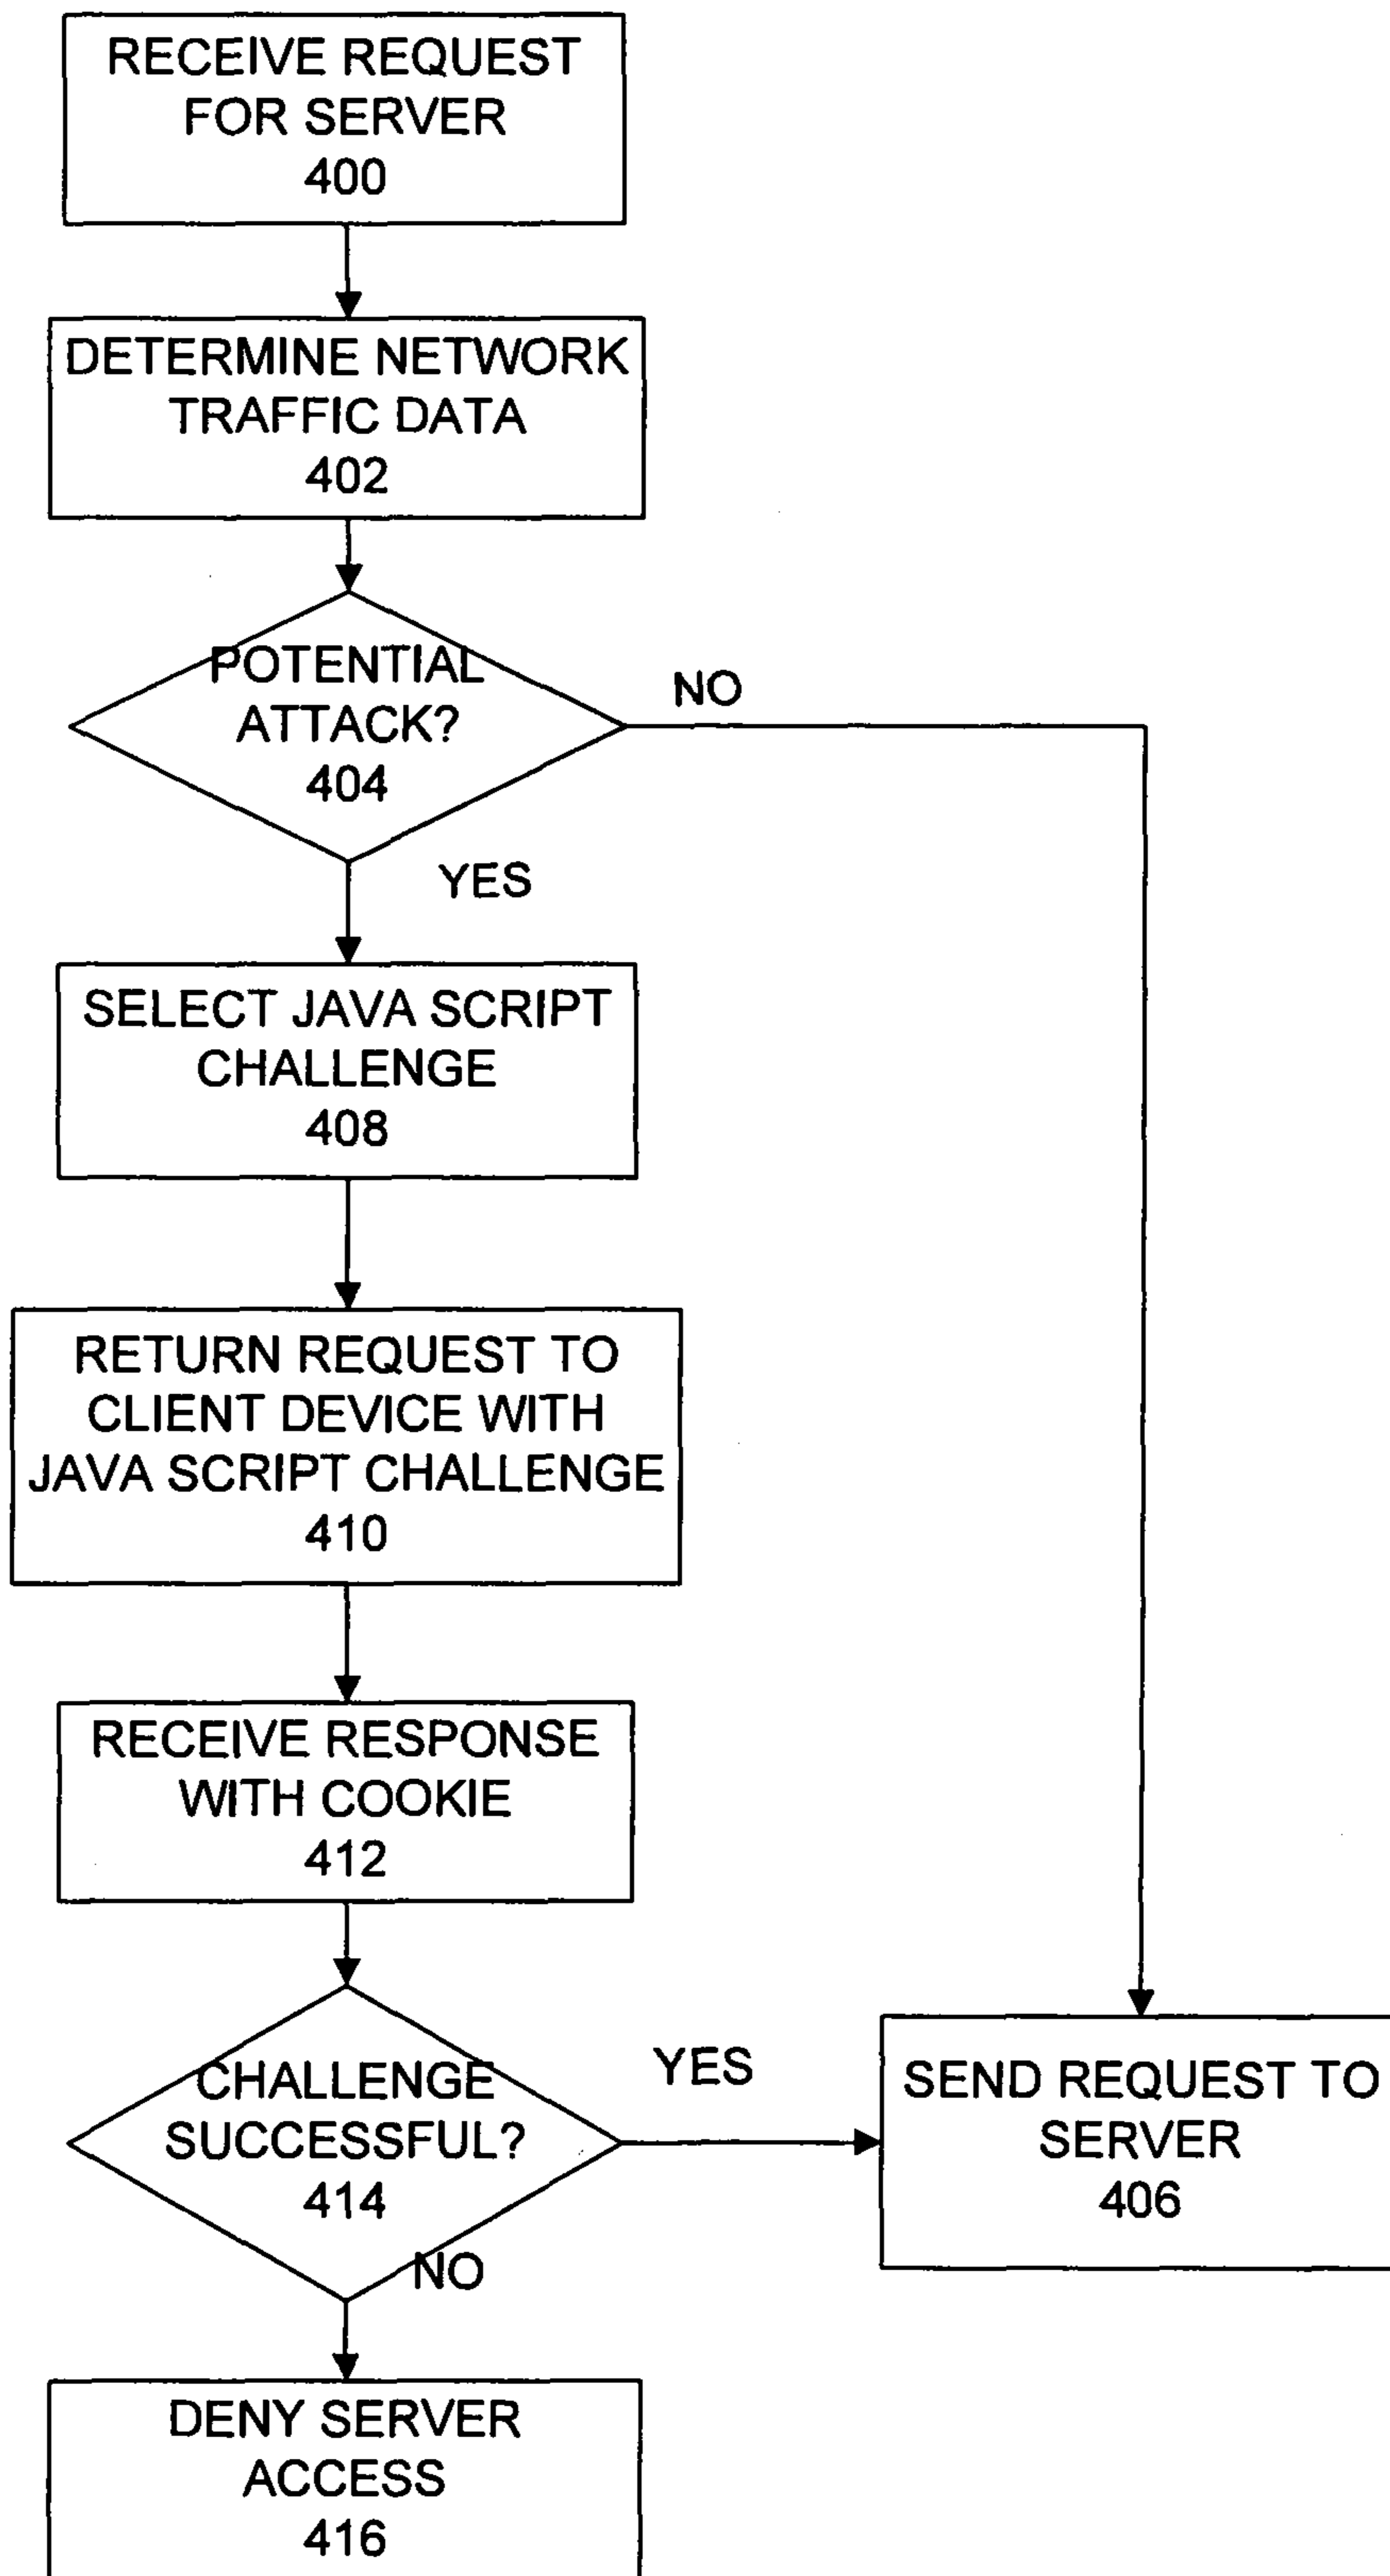 RECEIVE REQUEST
FOR SERVER
400
DETERMINE NETWORK
TRAFFIC DATA
402
POTENTIAL
ATTACK?
404
NO
YES
SELECT JAVA SCRIPT
CHALLENGE
408
RETURN REQUEST TO
CLIENT DEVICE WITH
JAVA SCRIPT CHALLENGE
410
RECEIVE RESPONSE
WITH COOKIE
412
CHALLENGE
SUCCESSFUL?
414
YES
SEND REQUEST TO
SERVER
406
NO
DENY SERVER
ACCESS
416